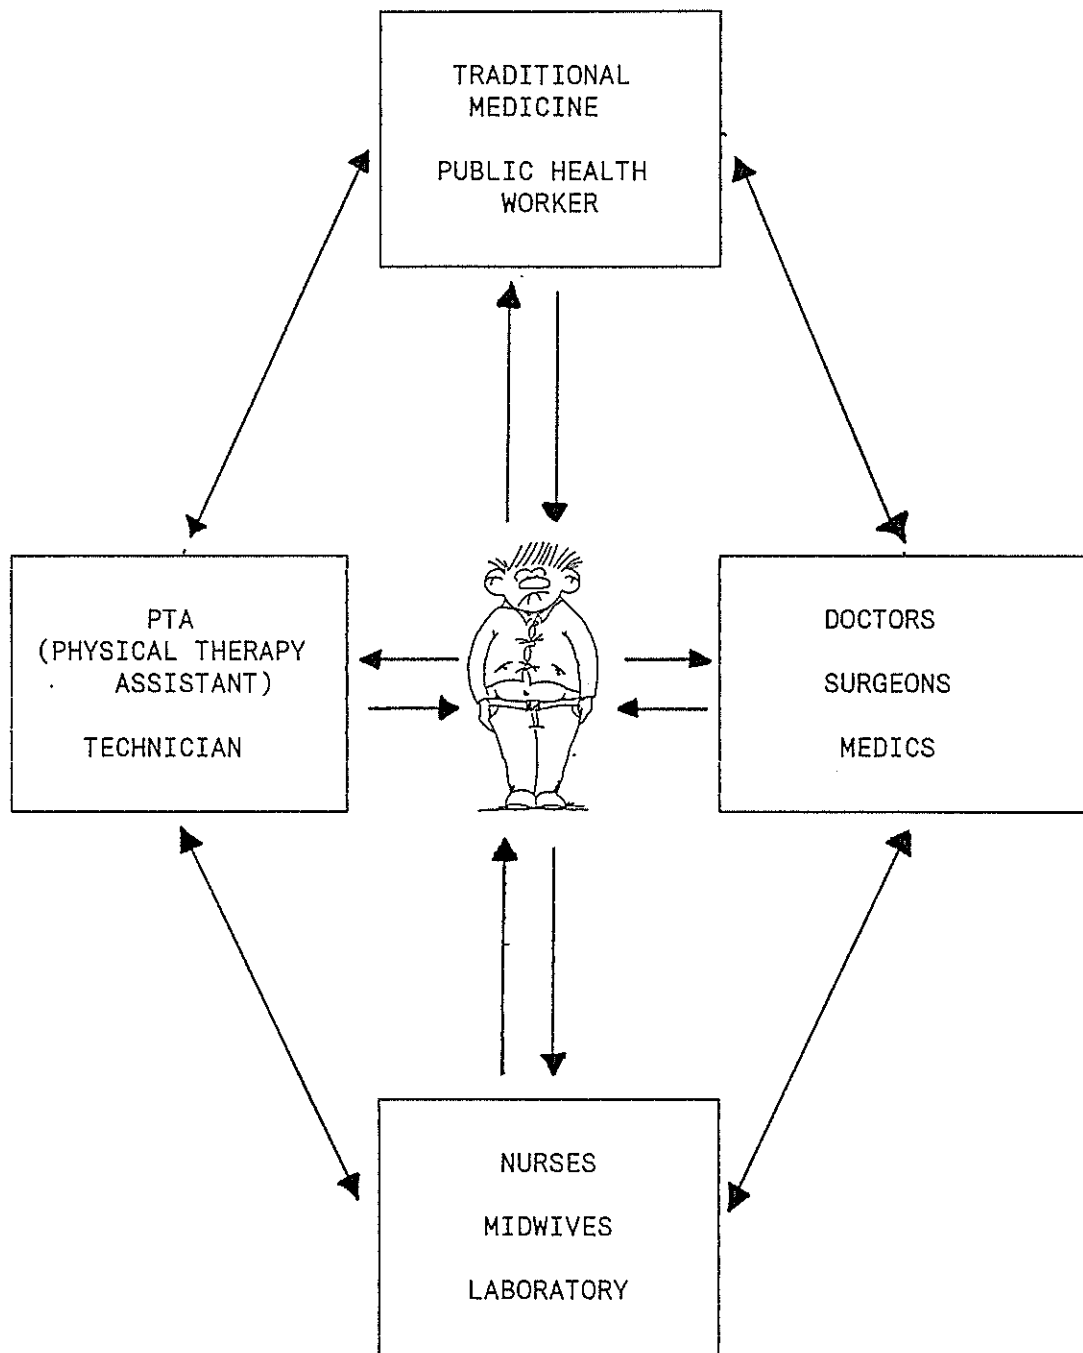 TRADITIONAL
MEDICINE
PUBLIC HEALTH
WORKER
PTA
(PHYSICAL THERAPY
ASSISTANT)
TECHNICIAN
DOCTORS
SURGEONS
MEDICS
NURSES
MIDWIVES
LABORATORY